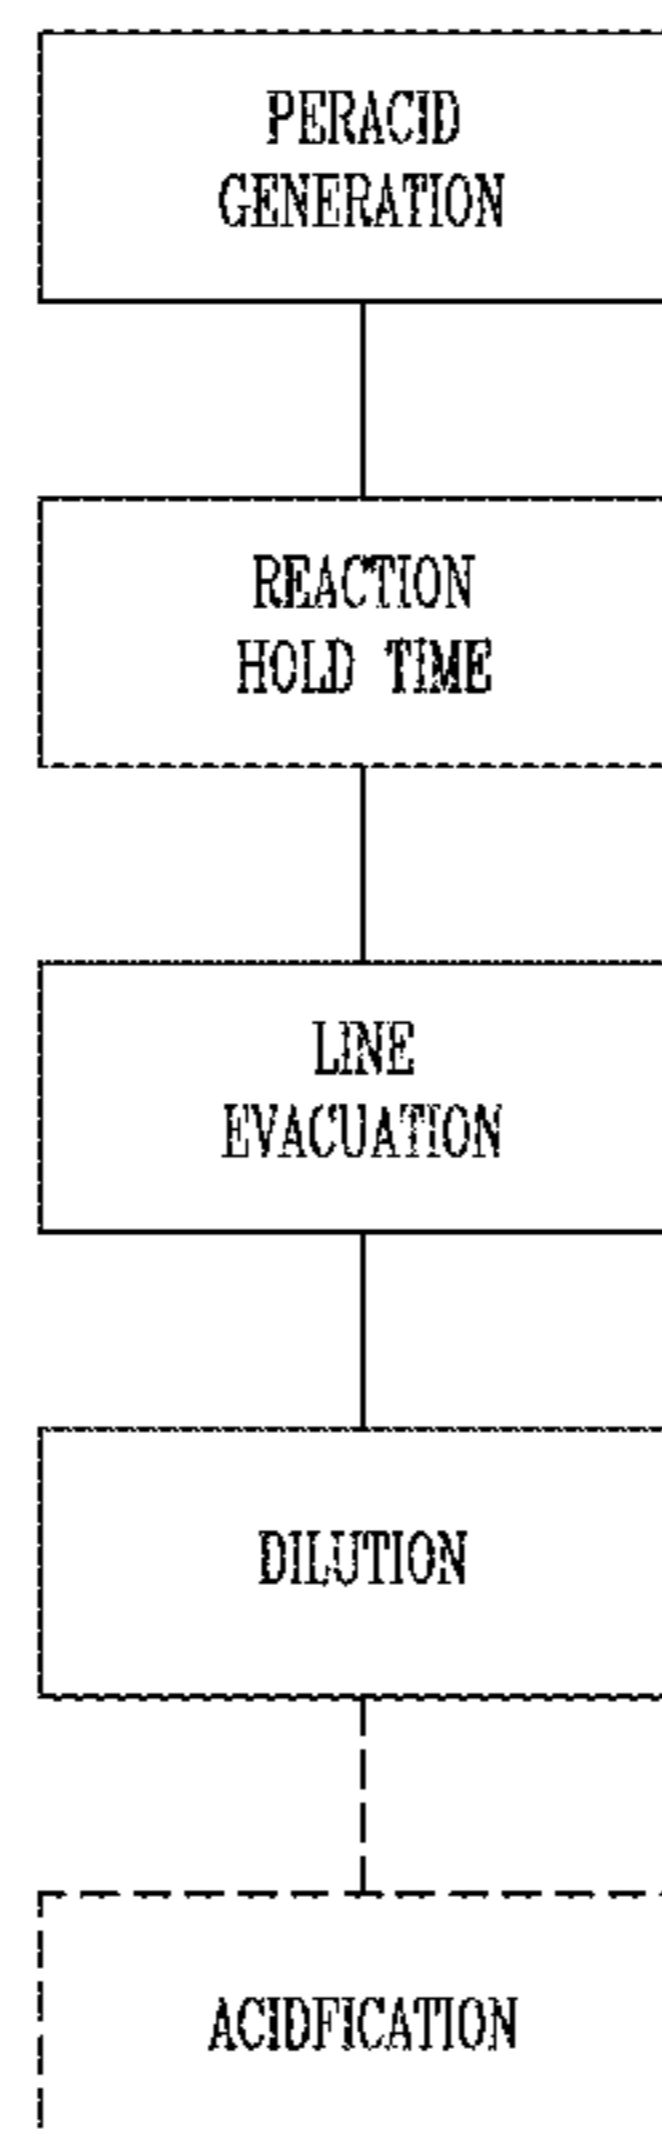 PERACID
GENERATION
REACTION
HOLD TIME
LINE
EVACUATION
DILUTION
ACIDFICATION